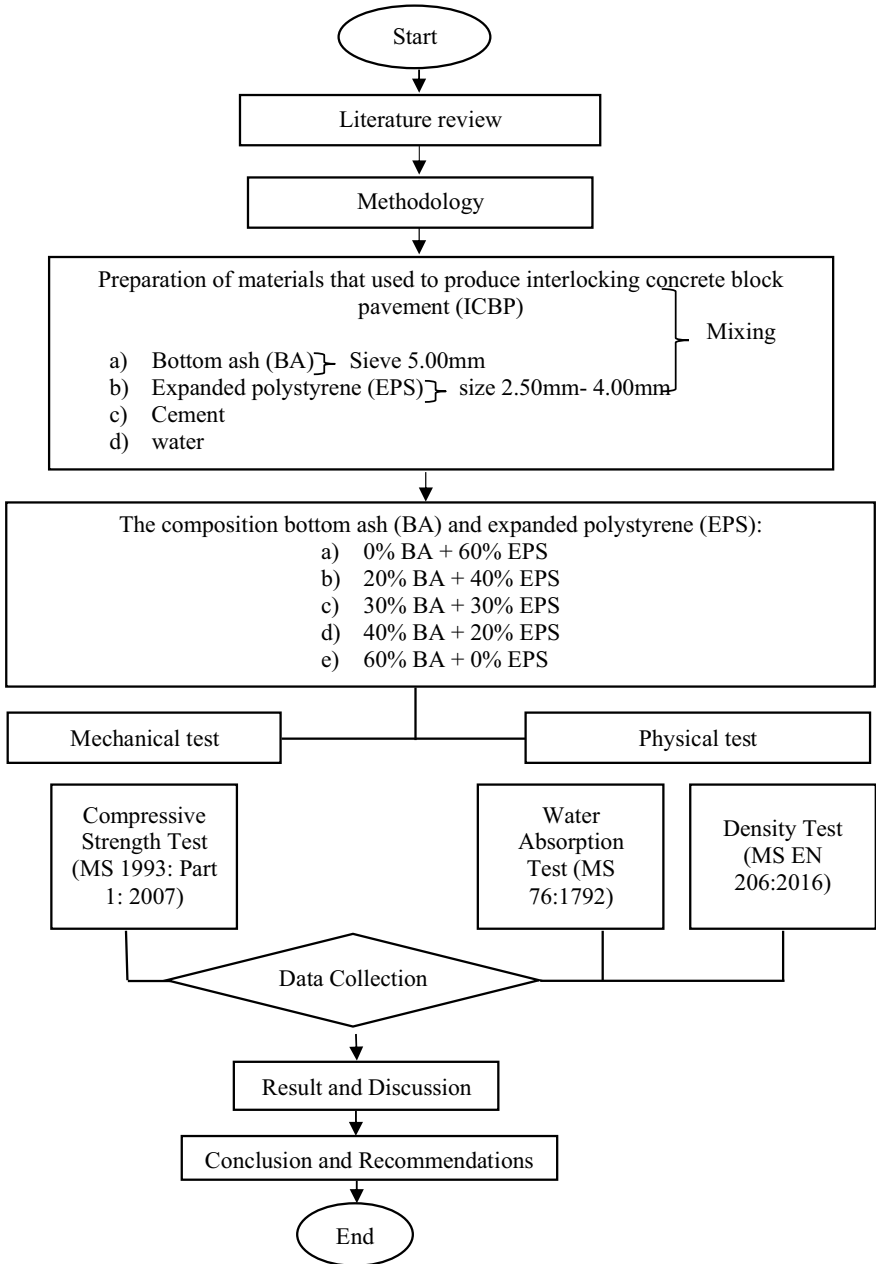 Start
Literature review
Methodology
Preparation of materials that used to produce interlocking concrete block
pavement (ICBP)
Mixing
a) Bottom ash (BA) Sieve 5.00mm
b) Expanded polystyrene (EPS) size 2.50mm- 4.00mm
c) Cement
d) water
The composition bottom ash (BA) and expanded polystyrene (EPS):
a) 0% BA + 60% EPS
b) 20% BA + 40% EPS
c) 30% BA + 30% EPS
d) 40% BA + 20% EPS
e) 60% BA + 0% EPS
Mechanical test
Physical test
Compressive
Strength Test
(MS 1993: Part
1: 2007)
Water
Absorption
Test (MS
76:1792)
Density Test
(MS EN
206:2016)
Data Collection
Result and Discussion
Conclusion and Recommendations
End